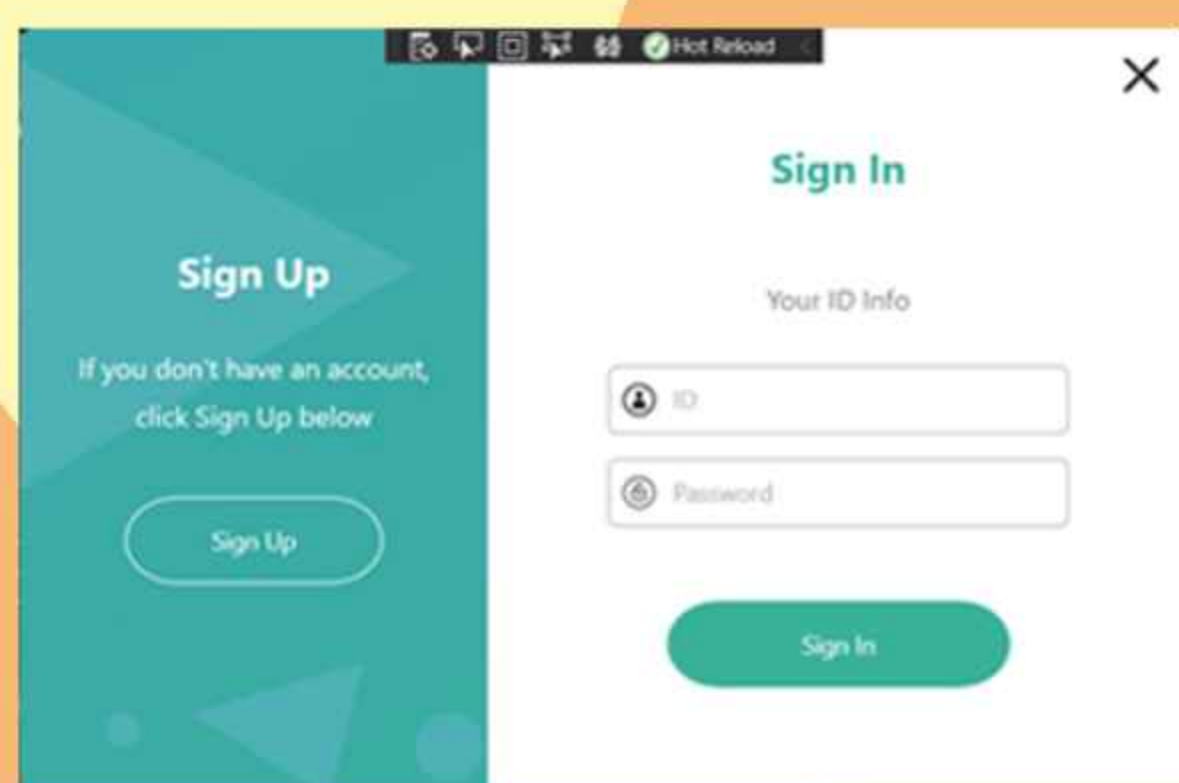 Hot Reload
Sign Up
If you don't have an account,
click Sign Up below
Sign Up
Sign In
Your ID Info
ID
Password
Sign In